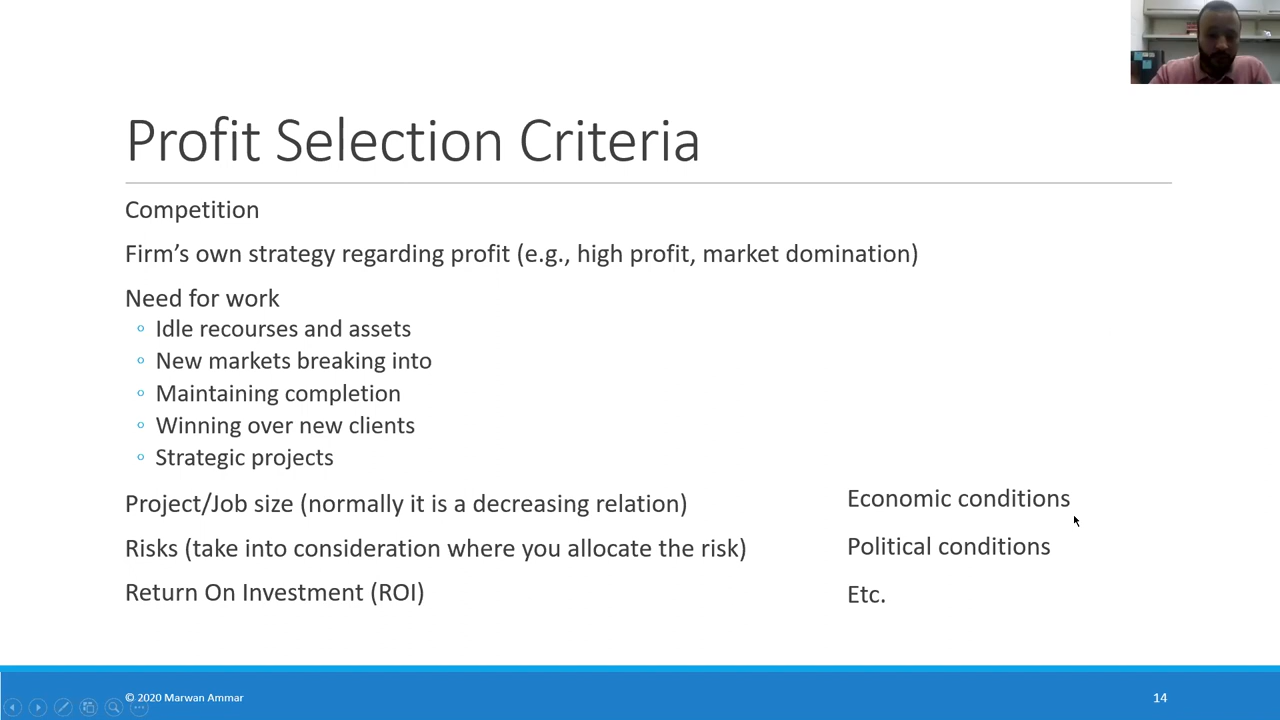 Profit Selection Criteria
Competition
Firm's own strategy regarding profit (e.g., high profit, market domination)
Need for work
◦ Idle recourses and assets
◦ New markets breaking into
◦ Maintaining completion
◦ Winning over new clients
◦ Strategic projects
Project/Job size (normally it is a decreasing relation)
Risks (take into consideration where you allocate the risk)
Return On Investment (ROI)
Economic conditions
Political conditions
Etc.
© 2020 Marwan Ammar
14